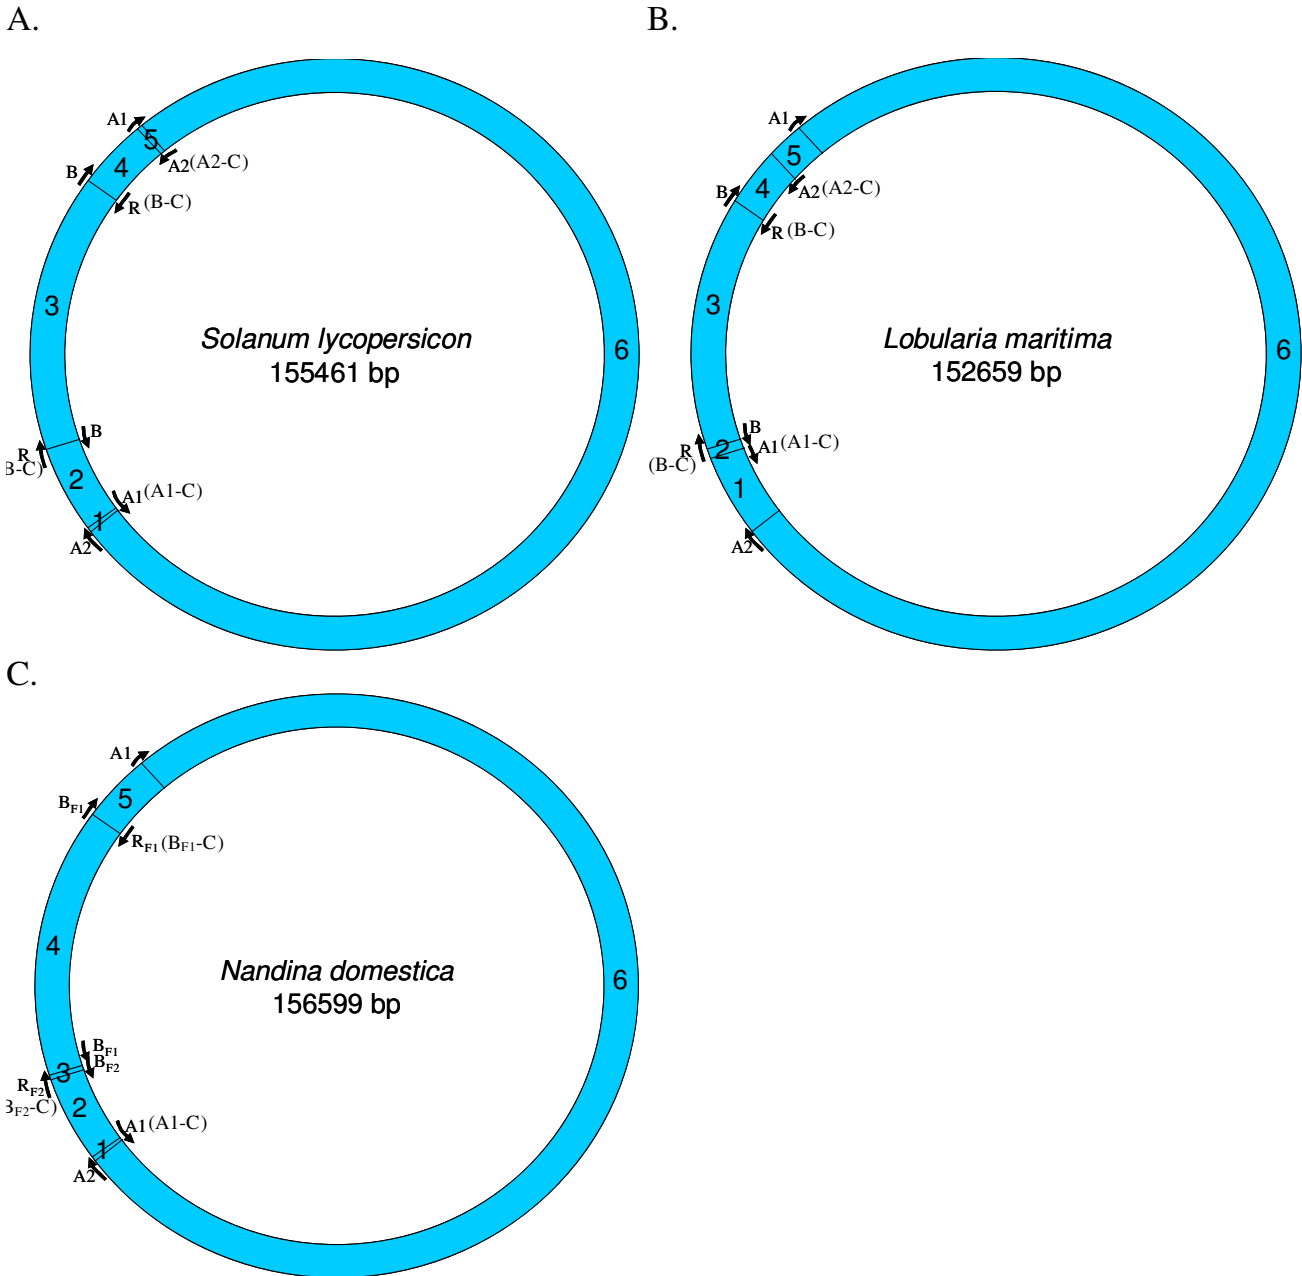 A.
A1
5
A2(A2-C)
4
B
R(B-C)
3
Solanum lycopersicon
155461 bp
6
B
R
B-C)
2
A1(A1-C)
1
A2
B.
A1
5
A2(A2-C)
4
B
R(B-C)
3
Lobularia maritima
152659 bp
6
B
R
2
A1(A1-C)
(B-C)
1
A2
C.
A1
5
BF1
RF1(BF1-C)
4
Nandina domestica
156599 bp
6
BF1
BF2
3
RF2
BF2-C)
2
A1(A1-C)
1
A2